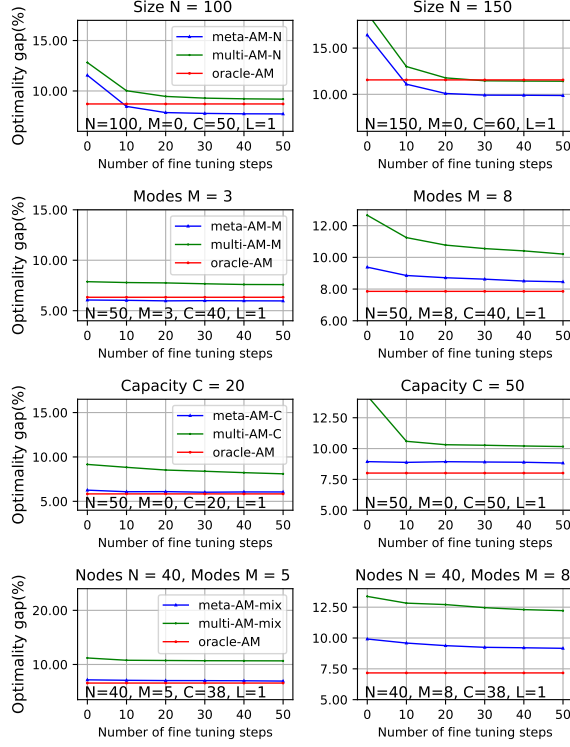 Size N = 100
Optimality gap(%)
15.00
10.00
meta-AM-N
multi-AM-N
oracle-AM
N=100, M=0, C=50, L=1
0 10 20 30 40 50
Number of fine tuning steps
Size N = 150
15.00
10.00
N=150, M=0, C=60, L=1
0 10 20 30 40 50
Number of fine tuning steps
Modes M = 3
Optimality gap(%)
15.00
10.00
5.00
meta-AM-M
multi-AM-M
oracle-AM
N=50, M=3, C=40, L=1
0 10 20 30 40 50
Number of fine tuning steps
Modes M = 8
12.00
10.00
8.00
6.00
N=50, M=8, C=40, L=1
0 10 20 30 40 50
Number of fine tuning steps
Capacity C = 20
Optimality gap(%)
15.00
10.00
5.00
meta-AM-C
multi-AM-C
oracle-AM
N=50, M=0, C=20, L=1
0 10 20 30 40 50
Number of fine tuning steps
Capacity C = 50
12.50
10.00
7.50
5.00
N=50, M=0, C=50, L=1
0 10 20 30 40 50
Number of fine tuning steps
Nodes N = 40, Modes M = 5
Optimality gap(%)
20.00
10.00
meta-AM-mix
multi-AM-mix
oracle-AM
N=40, M=5, C=38, L=1
0 10 20 30 40 50
Number of fine tuning steps
Nodes N = 40, Modes M = 8
12.50
10.00
7.50
5.00
N=40, M=8, C=38, L=1
0 10 20 30 40 50
Number of fine tuning steps